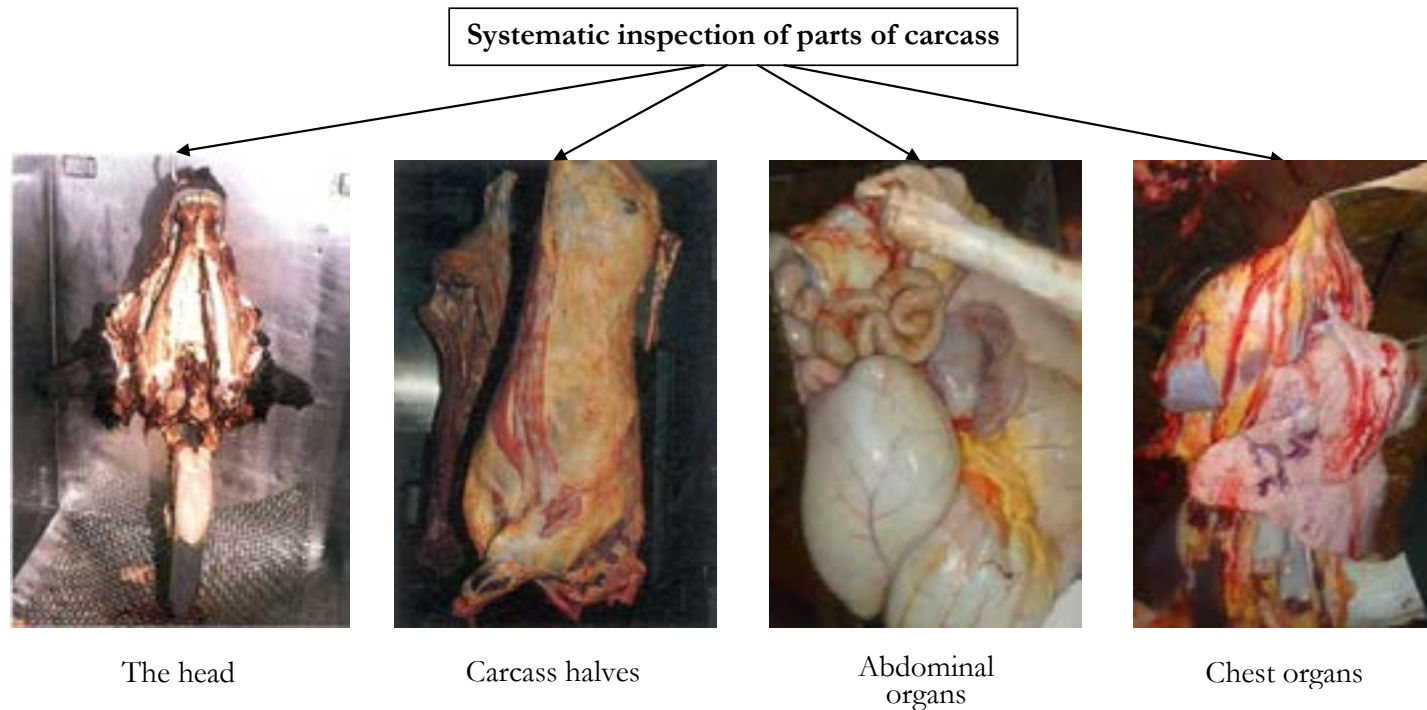 Systematic inspection of parts of carcass
The head
Carcass halves
Abdominal
organs
Chest organs